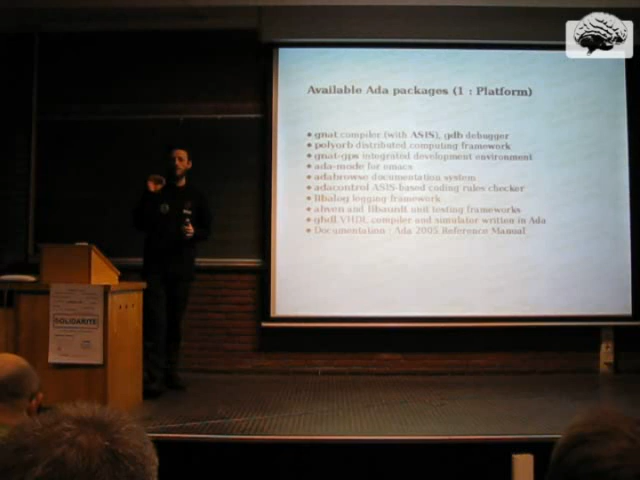 Available Ada packages (1 : Platform)
• gnat compiler (with ASIS), gdb debugger
• polyorb distributed computing framework
• gnat-gps integrated development environment
• ada-mode for emacs
• adabrowse documentation system
• adacontrol ASIS-based coding rules checker
• liblalog logging framework
• ahven and libaunit unit testing frameworks
• ghdl VHDL compiler and simulator written in Ada
• Documentation : Ada 2005 Reference Manual
SOLIDARITE